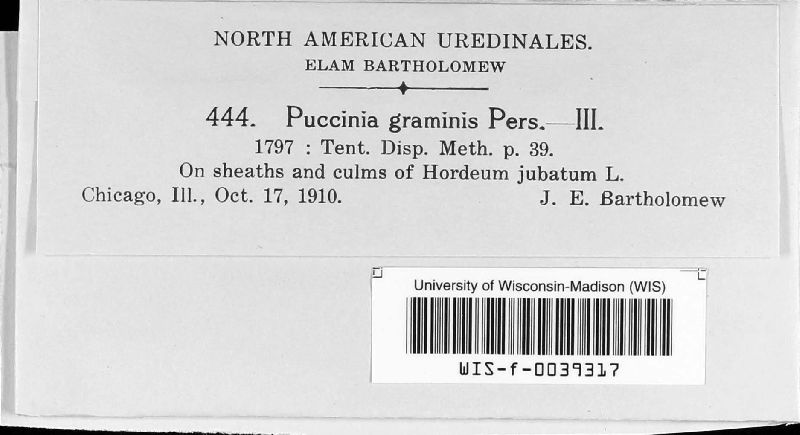 NORTH AMERICAN UREDINALES.
ELAM BARTHOLOMEW
444. Puccinia graminis Pers.—III.
1797 : Tent. Disp. Meth. p. 39.
On sheaths and culms of Hordeum jubatum L.
Chicago, Ill., Oct. 17, 1910. J. E. Bartholomew
University of Wisconsin-Madison (WIS)
WIS-f-0039317